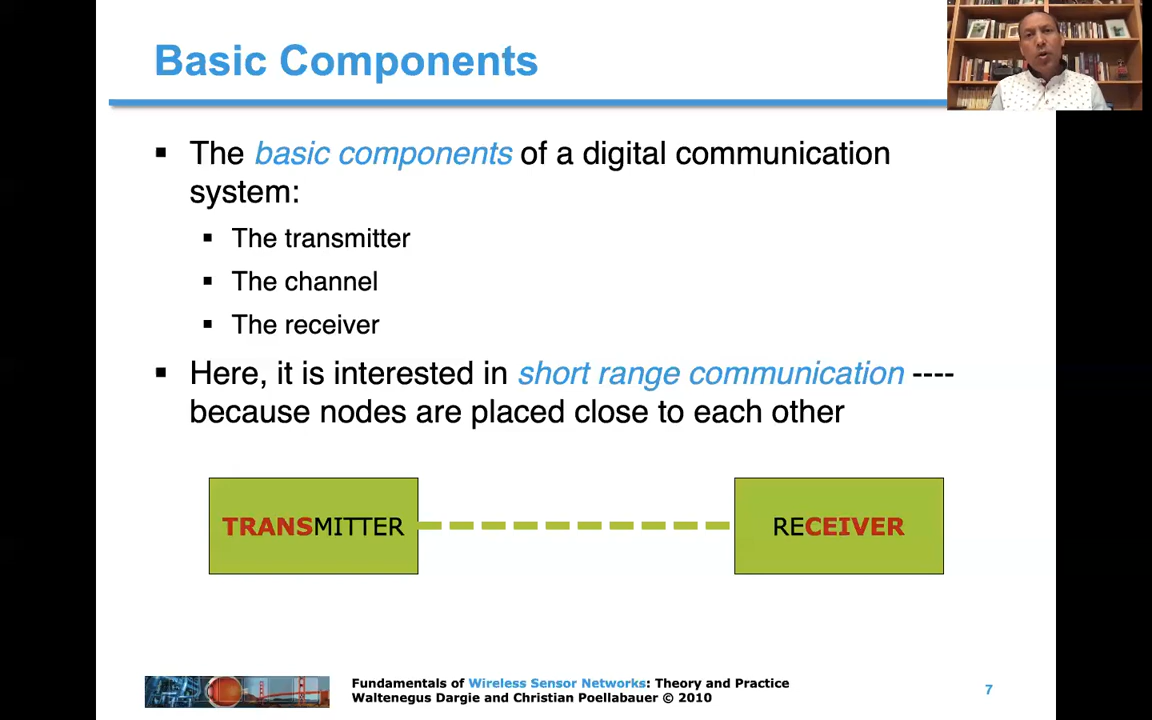 Basic Components
▪ The basic components of a digital communication
system:
▪ The transmitter
▪ The channel
▪ The receiver
▪ Here, it is interested in short range communication ----
because nodes are placed close to each other
TRANSMITTER
RECEIVER
Fundamentals of Wireless Sensor Networks: Theory and Practice
Waltenegus Dargie and Christian Poellabauer © 2010
7